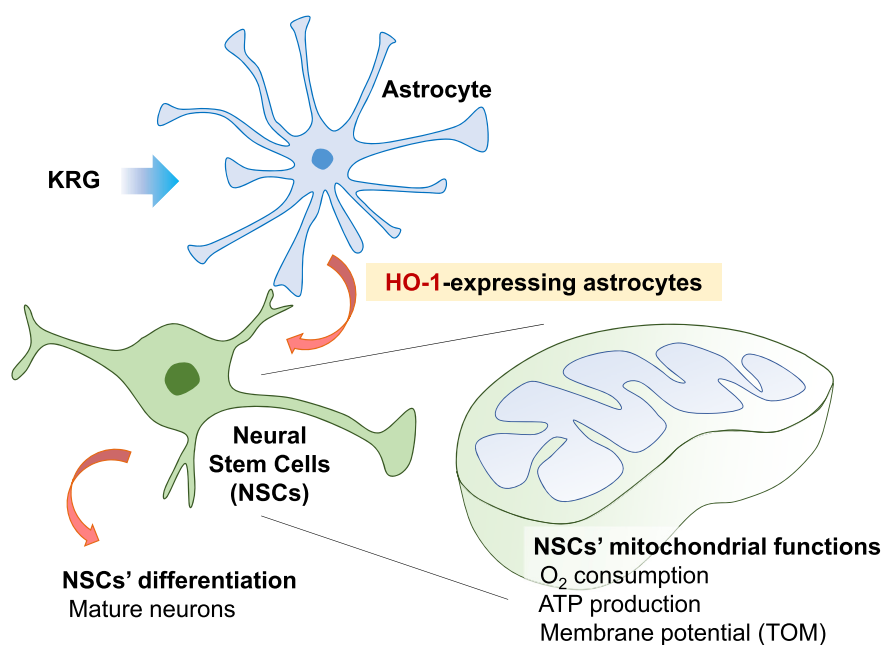 Astrocyte
KRG
HO-1-expressing astrocytes
Neural
Stem Cells
(NSCs)
NSCs’ differentiation
Mature neurons
NSCs’ mitochondrial functions
O₂ consumption
ATP production
Membrane potential (TOM)